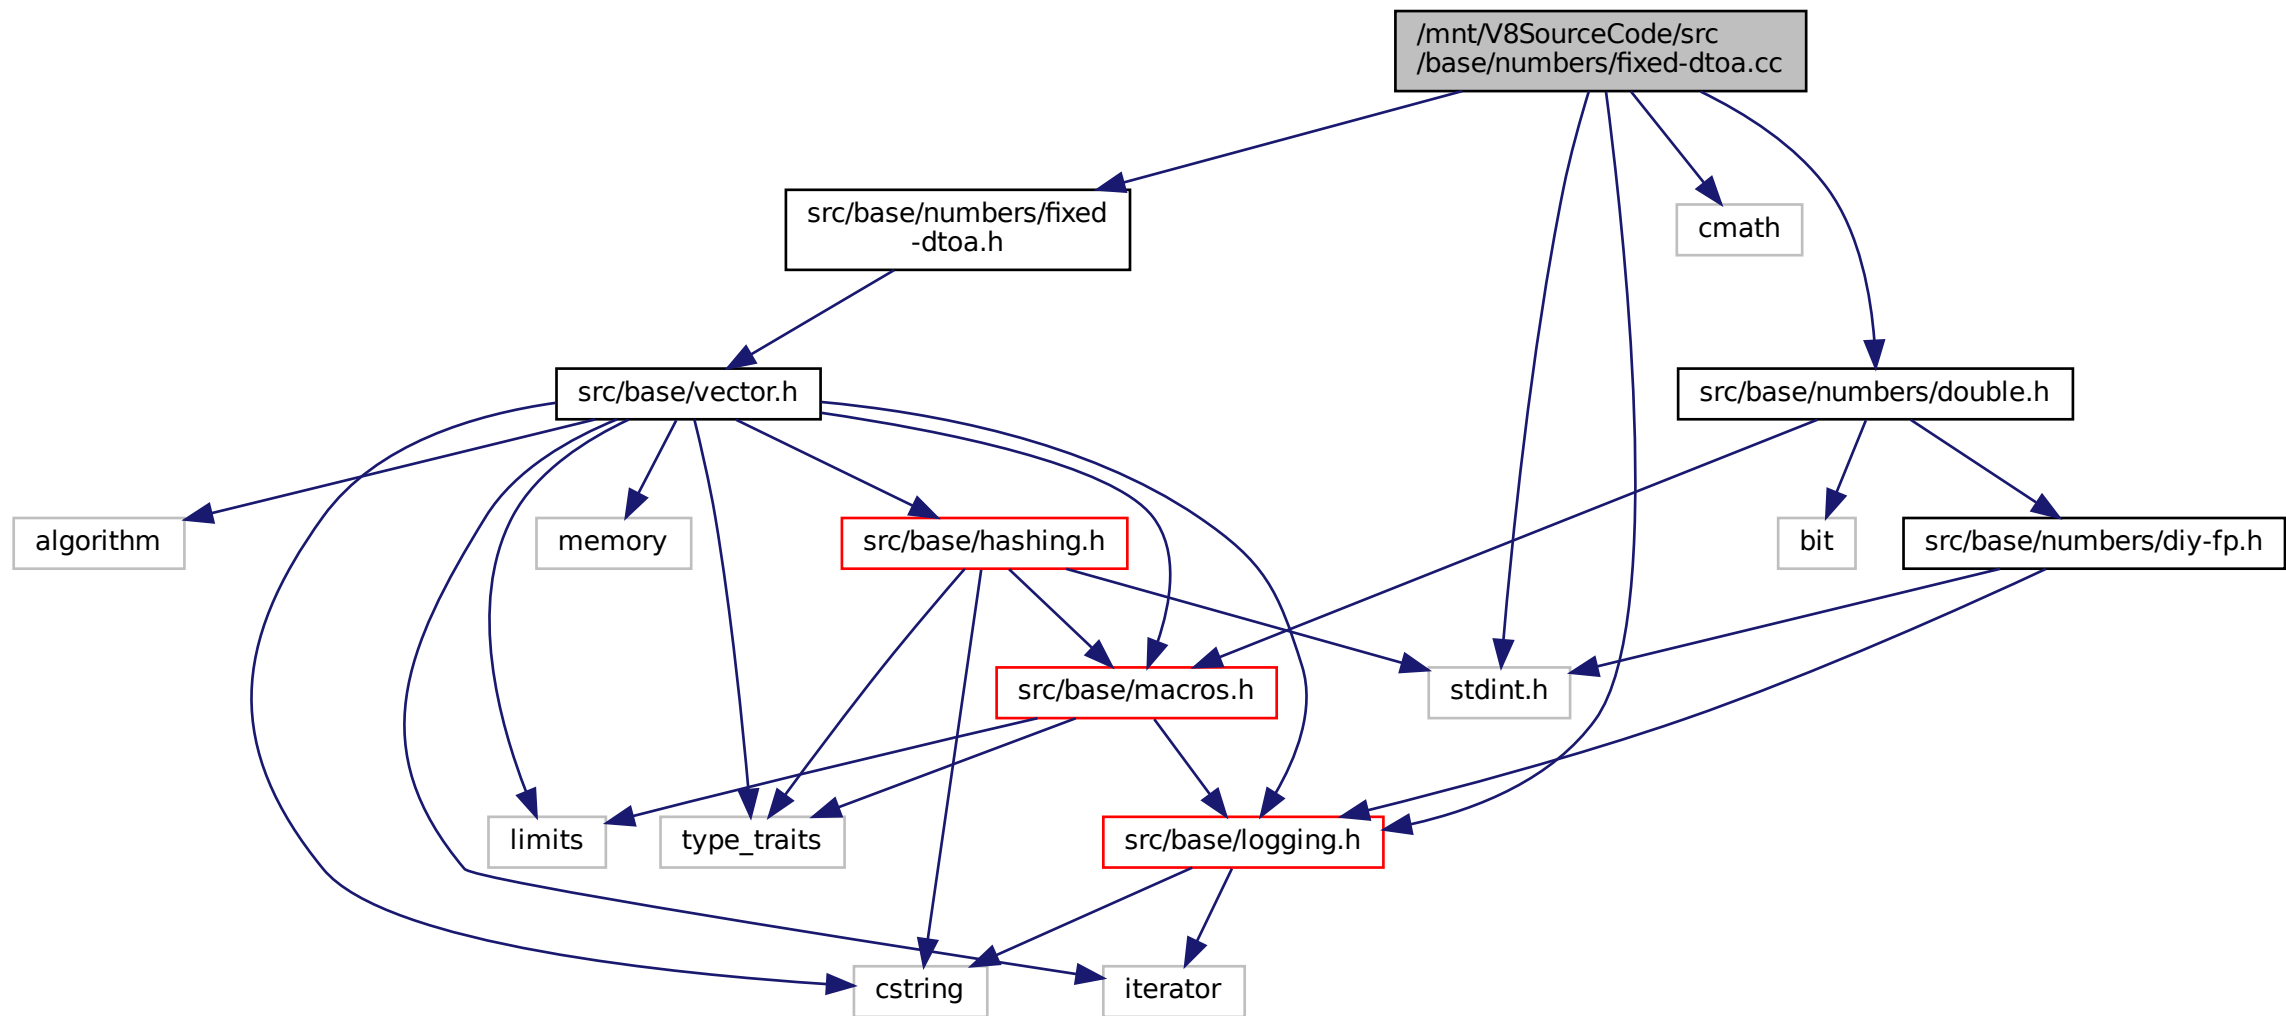 /mnt/V8SourceCode/src
/base/numbers/fixed-dtoa.cc
src/base/numbers/fixed
-dtoa.h
cmath
src/base/vector.h
src/base/numbers/double.h
algorithm
memory
src/base/hashing.h
bit
src/base/numbers/diy-fp.h
src/base/macros.h
stdint.h
limits
type_traits
src/base/logging.h
cstring
iterator